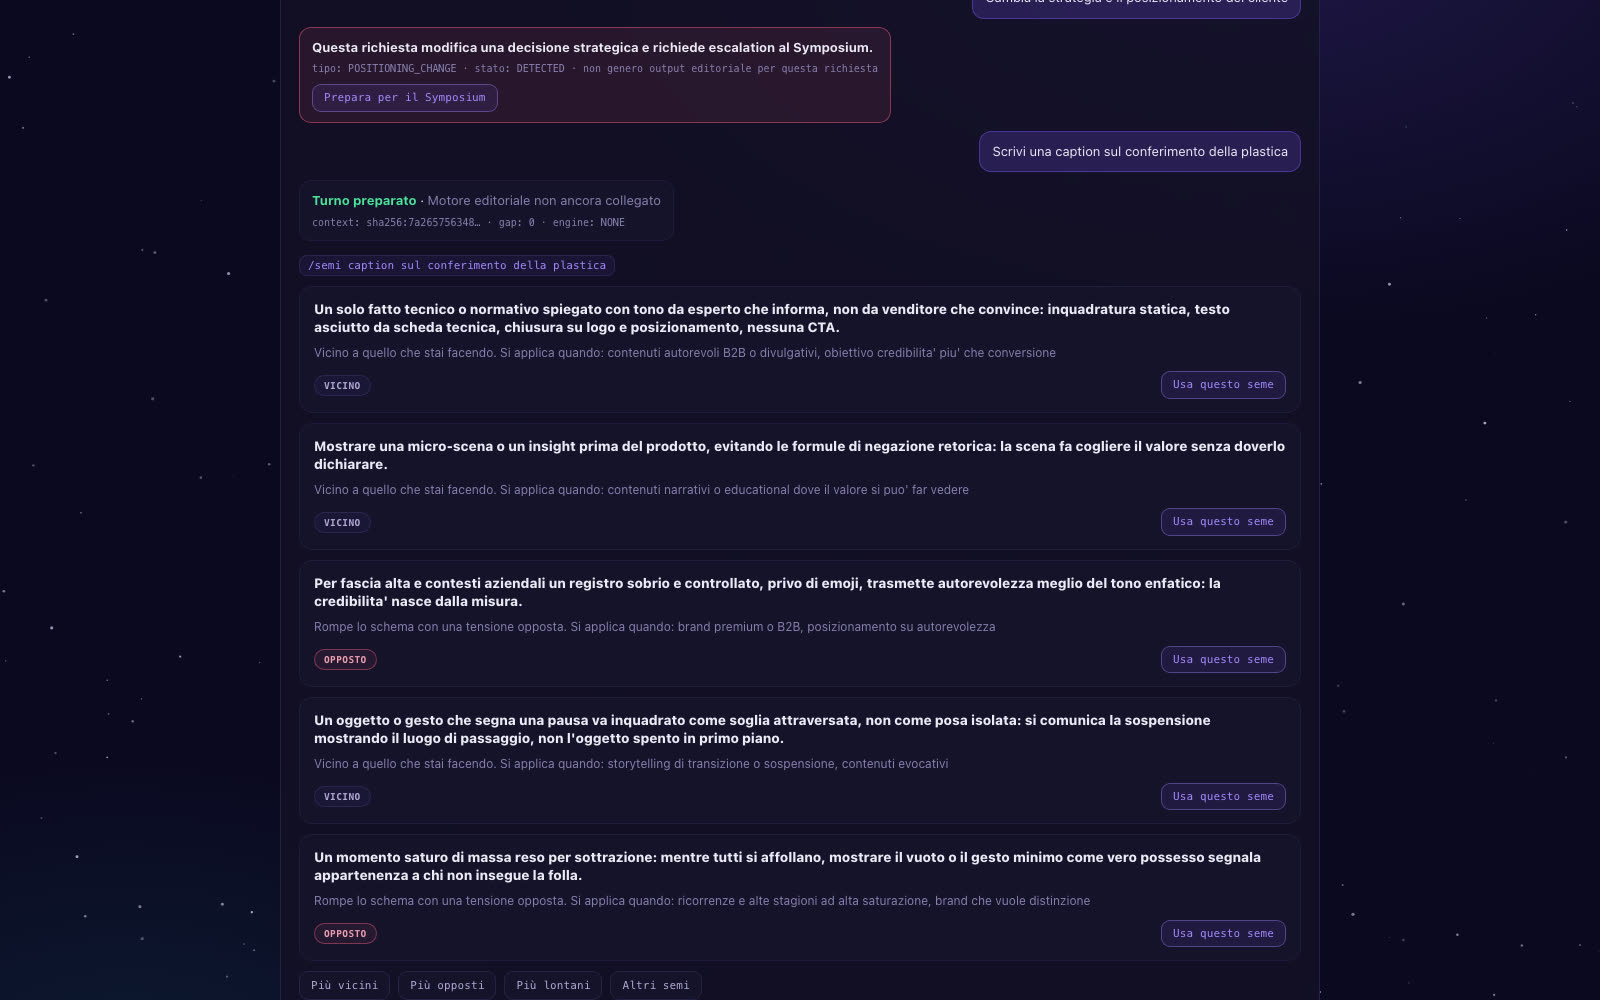 Questa richiesta modifica una decisione strategica e richiede escalation al Symposium.
tipo: POSITIONING_CHANGE · stato: DETECTED · non genero output editoriale per questa richiesta
Prepara per il Symposium
Scrivi una caption sul conferimento della plastica
Turno preparato · Motore editoriale non ancora collegato
context: sha256:7a265756348… · gap: 0 · engine: NONE
/semi caption sul conferimento della plastica
Un solo fatto tecnico o normativo spiegato con tono da esperto che informa, non da venditore che convince: inquadratura statica, testo
asciutto da scheda tecnica, chiusura su logo e posizionamento, nessuna CTA.
Vicino a quello che stai facendo. Si applica quando: contenuti autorevoli B2B o divulgativi, obiettivo credibilita' piu' che conversione
VICINO
Usa questo seme
Mostrare una micro-scena o un insight prima del prodotto, evitando le formule di negazione retorica: la scena fa cogliere il valore senza doverlo
dichiarare.
Vicino a quello che stai facendo. Si applica quando: contenuti narrativi o educational dove il valore si puo' far vedere
VICINO
Usa questo seme
Per fascia alta e contesti aziendali un registro sobrio e controllato, privo di emoji, trasmette autorevolezza meglio del tono enfatico: la
credibilita' nasce dalla misura.
Rompe lo schema con una tensione opposta. Si applica quando: brand premium o B2B, posizionamento su autorevolezza
OPPOSTO
Usa questo seme
Un oggetto o gesto che segna una pausa va inquadrato come soglia attraversata, non come posa isolata: si comunica la sospensione
mostrando il luogo di passaggio, non l'oggetto spento in primo piano.
Vicino a quello che stai facendo. Si applica quando: storytelling di transizione o sospensione, contenuti evocativi
VICINO
Usa questo seme
Un momento saturo di massa reso per sottrazione: mentre tutti si affollano, mostrare il vuoto o il gesto minimo come vero possesso segnala
appartenenza a chi non insegue la folla.
Rompe lo schema con una tensione opposta. Si applica quando: ricorrenze e alte stagioni ad alta saturazione, brand che vuole distinzione
OPPOSTO
Usa questo seme
Più vicini
Più opposti
Più lontani
Altri semi